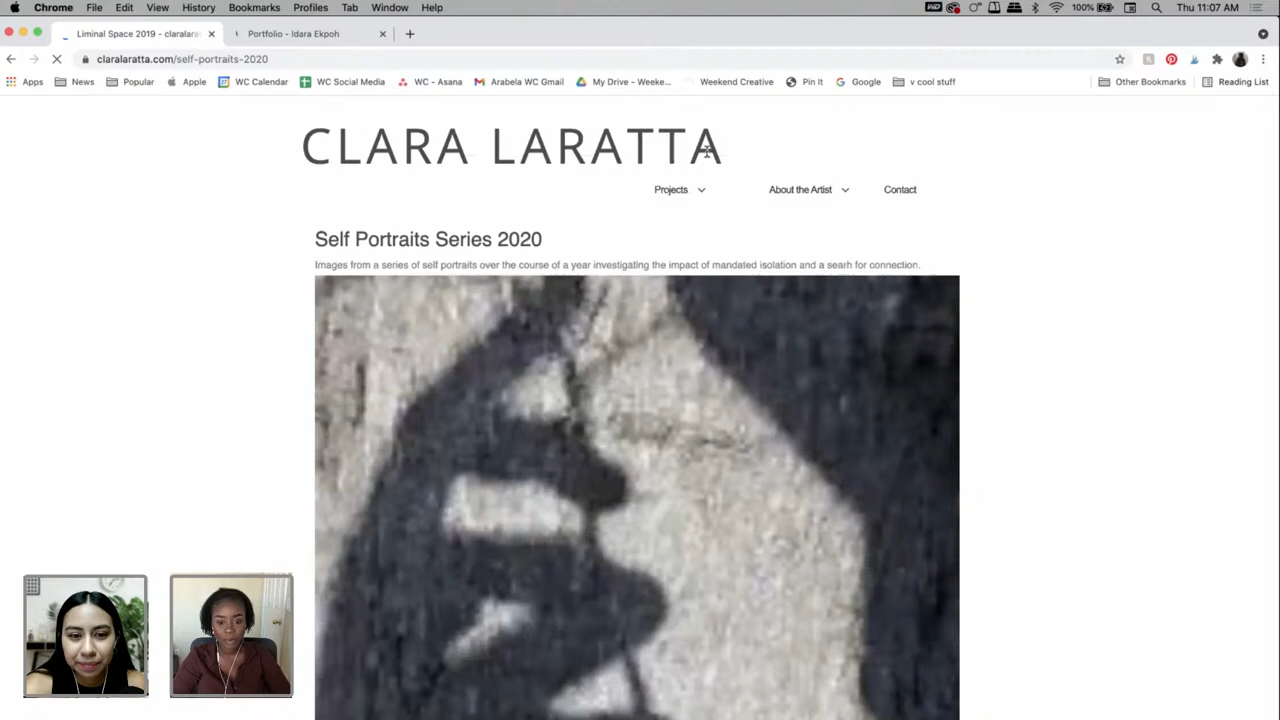 Chrome File Edit View History Bookmarks Profiles Tab Window Help 100% Thu 11:07 AM
Liminal Space 2019 - claralarat Portfolio - Idara Ekpoh
claralaratta.com/self-portraits-2020
Apps News Popular Apple WC Calendar WC Social Media WC - Asana Arabela WC Gmail My Drive - Weeke... Weekend Creative Pin It Google v cool stuff Other Bookmarks Reading List
CLARA LARATTA
Projects About the Artist Contact
Self Portraits Series 2020
Images from a series of self portraits over the course of a year investigating the impact of mandated isolation and a searh for connection.